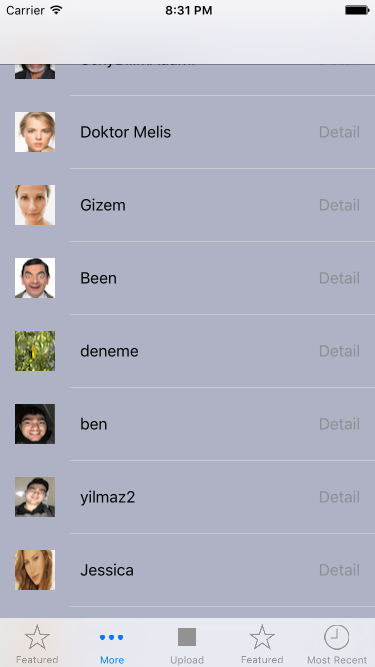 Carrier 8:31 PM
Doktor Melis Detail
Gizem Detail
Been Detail
deneme Detail
ben Detail
yilmaz2 Detail
Jessica Detail
Featured More Upload Featured Most Recent